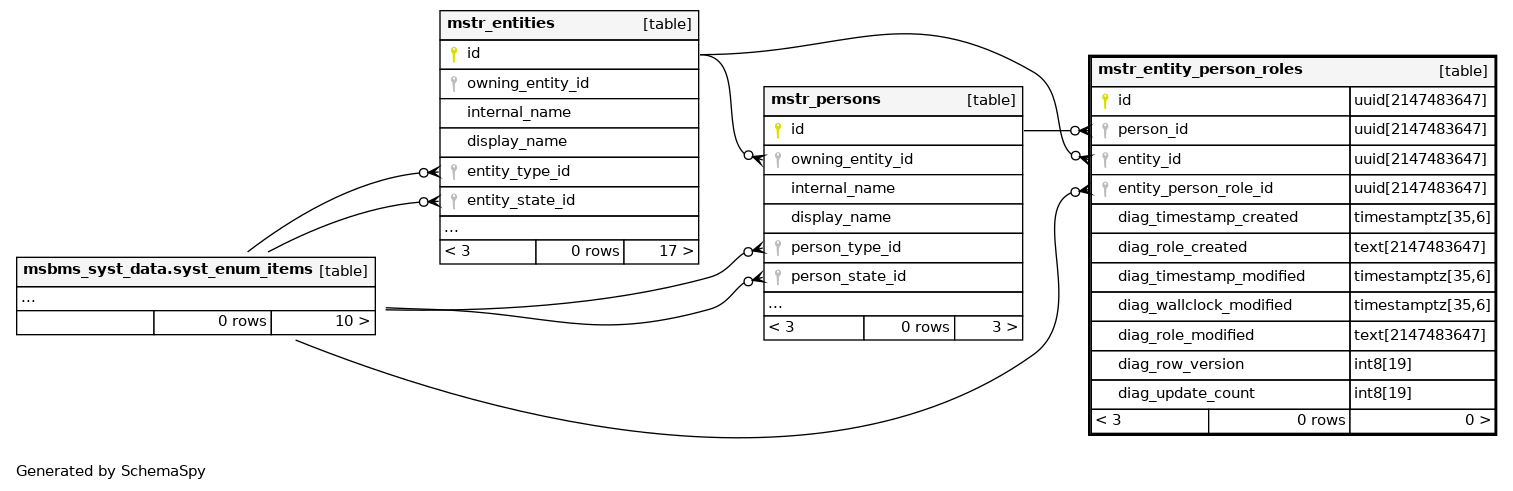 mstr_entities [table]
id
owning_entity_id
internal_name
display_name
entity_type_id
entity_state_id
...
< 3 0 rows 17 >
msbms_syst_data.syst_enum_items [table]
...
0 rows 10 >
mstr_persons [table]
id
owning_entity_id
internal_name
display_name
person_type_id
person_state_id
...
< 3 0 rows 3 >
mstr_entity_person_roles [table]
id uuid[2147483647]
person_id uuid[2147483647]
entity_id uuid[2147483647]
entity_person_role_id uuid[2147483647]
diag_timestamp_created timestamptz[35,6]
diag_role_created text[2147483647]
diag_timestamp_modified timestamptz[35,6]
diag_wallclock_modified timestamptz[35,6]
diag_role_modified text[2147483647]
diag_row_version int8[19]
diag_update_count int8[19]
< 3 0 rows 0 >
Generated by SchemaSpy